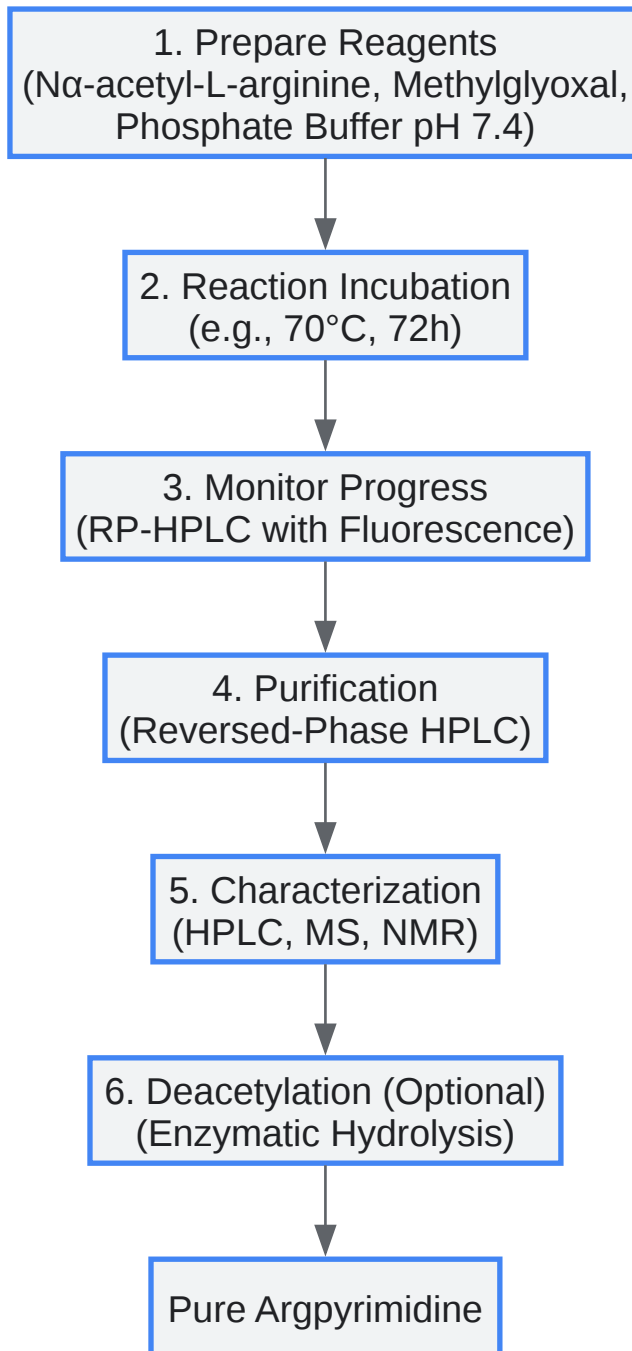 1. Prepare Reagents
(Nα-acetyl-L-arginine, Methylglyoxal,
Phosphate Buffer pH 7.4)
2. Reaction Incubation
(e.g., 70°C, 72h)
3. Monitor Progress
(RP-HPLC with Fluorescence)
4. Purification
(Reversed-Phase HPLC)
5. Characterization
(HPLC, MS, NMR)
6. Deacetylation (Optional)
(Enzymatic Hydrolysis)
Pure Argpyrimidine